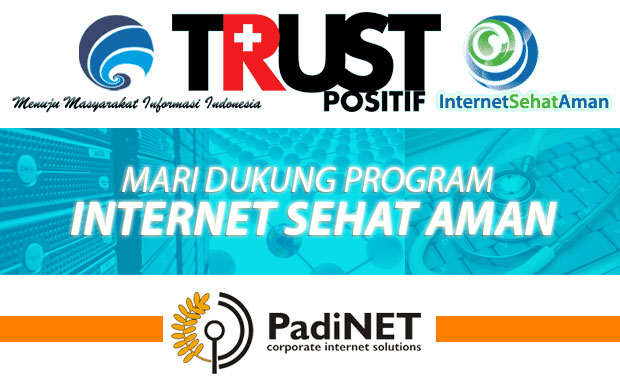 TRUST
POSITIF
Menuju Masyarakat Informasi Indonesia
InternetSehatAman
MARI DUKUNG PROGRAM
INTERNET SEHAT AMAN
PadiNET
corporate internet solutions